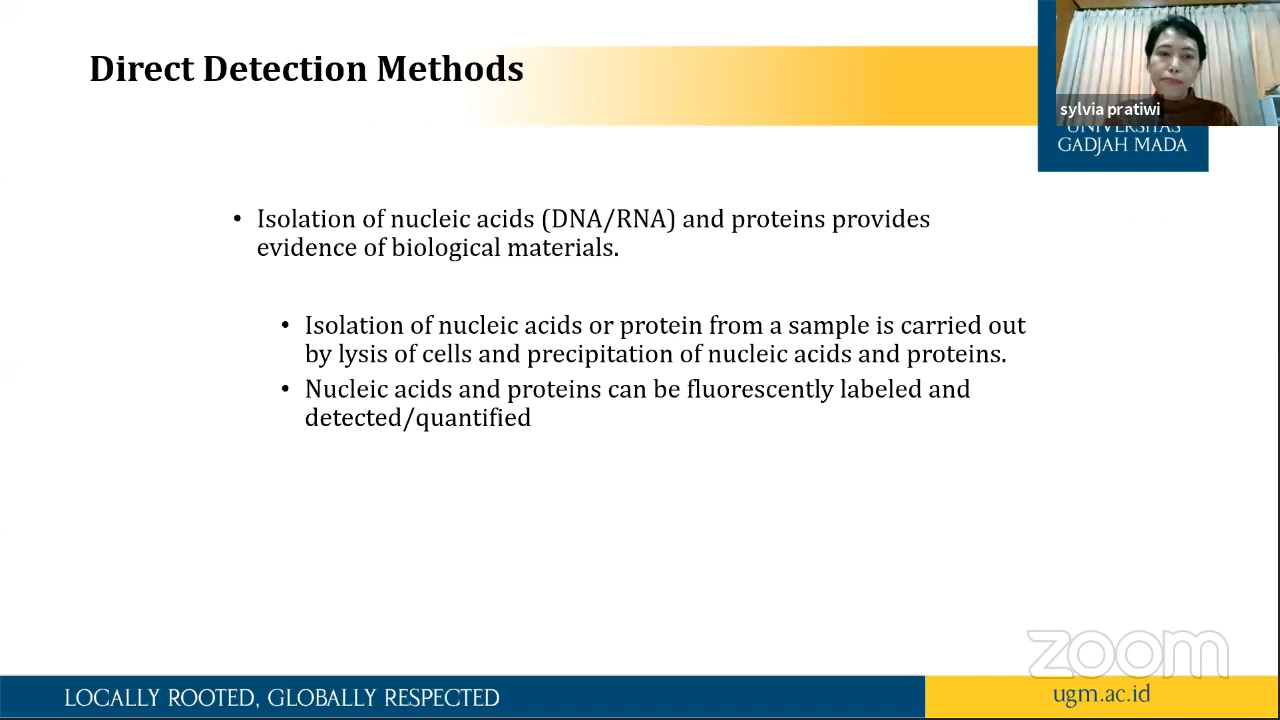 Direct Detection Methods
sylvia pratiwi
UNIVERSITAS
GADJAH MADA
• Isolation of nucleic acids (DNA/RNA) and proteins provides
evidence of biological materials.
• Isolation of nucleic acids or protein from a sample is carried out
by lysis of cells and precipitation of nucleic acids and proteins.
• Nucleic acids and proteins can be fluorescently labeled and
detected/quantified
zoom
LOCALLY ROOTED, GLOBALLY RESPECTED
ugm.ac.id